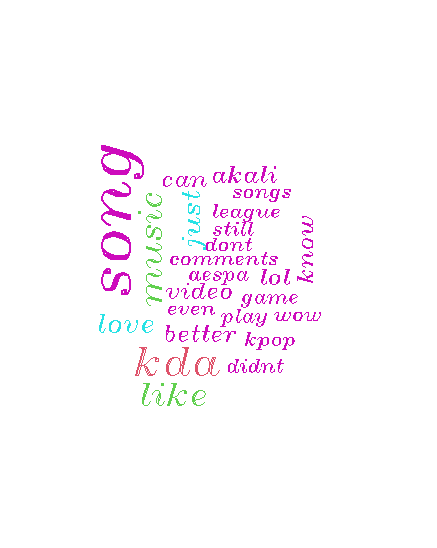 song
music
can
just
akali
songs
league
still
dont
know
comments
aespa
lol
video
game
even
play
wow
love
better
kpop
kda
didnt
like